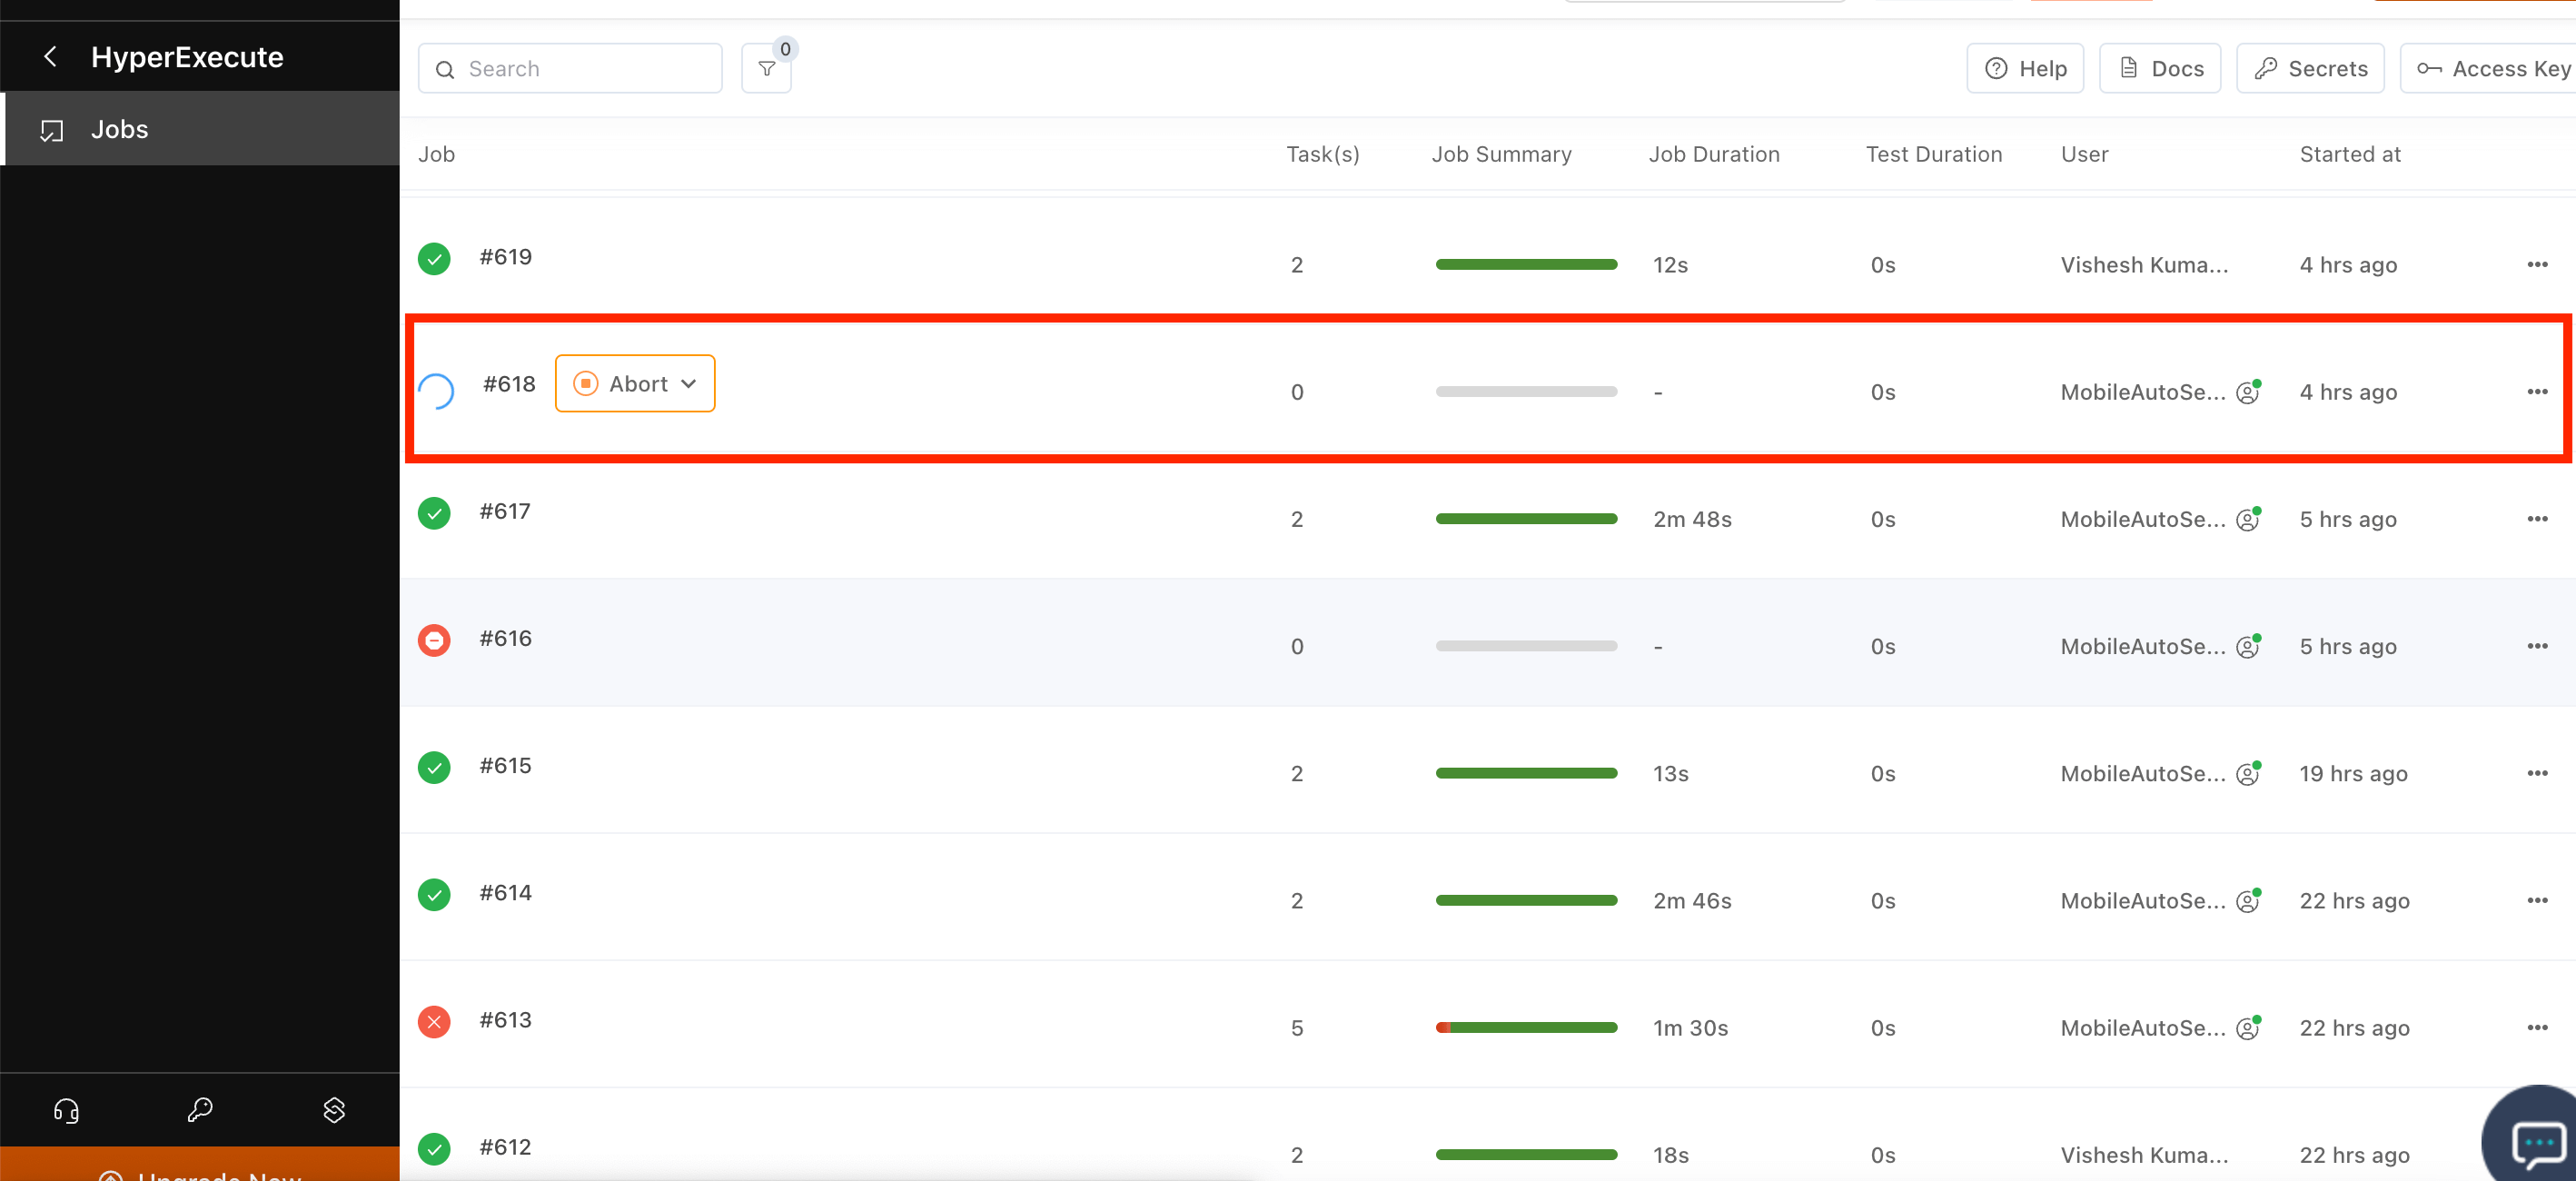 HyperExecute
Jobs
Search
0
Help
Docs
Secrets
Access Key
Job Task(s) Job Summary Job Duration Test Duration User Started at
#619 2 12s 0s Vishesh Kuma... 4 hrs ago
#618 Abort 0 - 0s MobileAutoSe... 4 hrs ago
#617 2 2m 48s 0s MobileAutoSe... 5 hrs ago
#616 0 - 0s MobileAutoSe... 5 hrs ago
#615 2 13s 0s MobileAutoSe... 19 hrs ago
#614 2 2m 46s 0s MobileAutoSe... 22 hrs ago
#613 5 1m 30s 0s MobileAutoSe... 22 hrs ago
#612 2 18s 0s Vishesh Kuma... 22 hrs ago
Upgrade Now